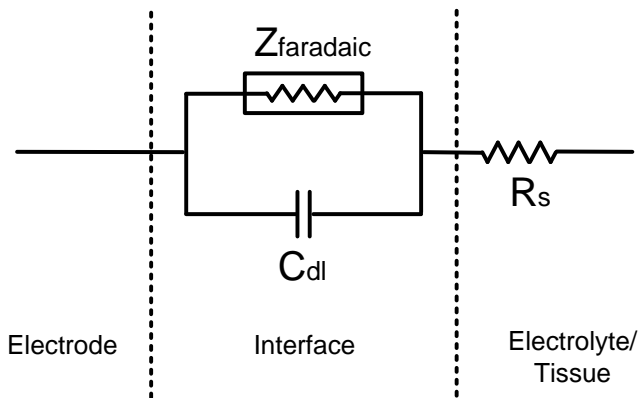 Zfaradaic
Cdl
Rs
Electrode
Interface
Electrolyte/
Tissue